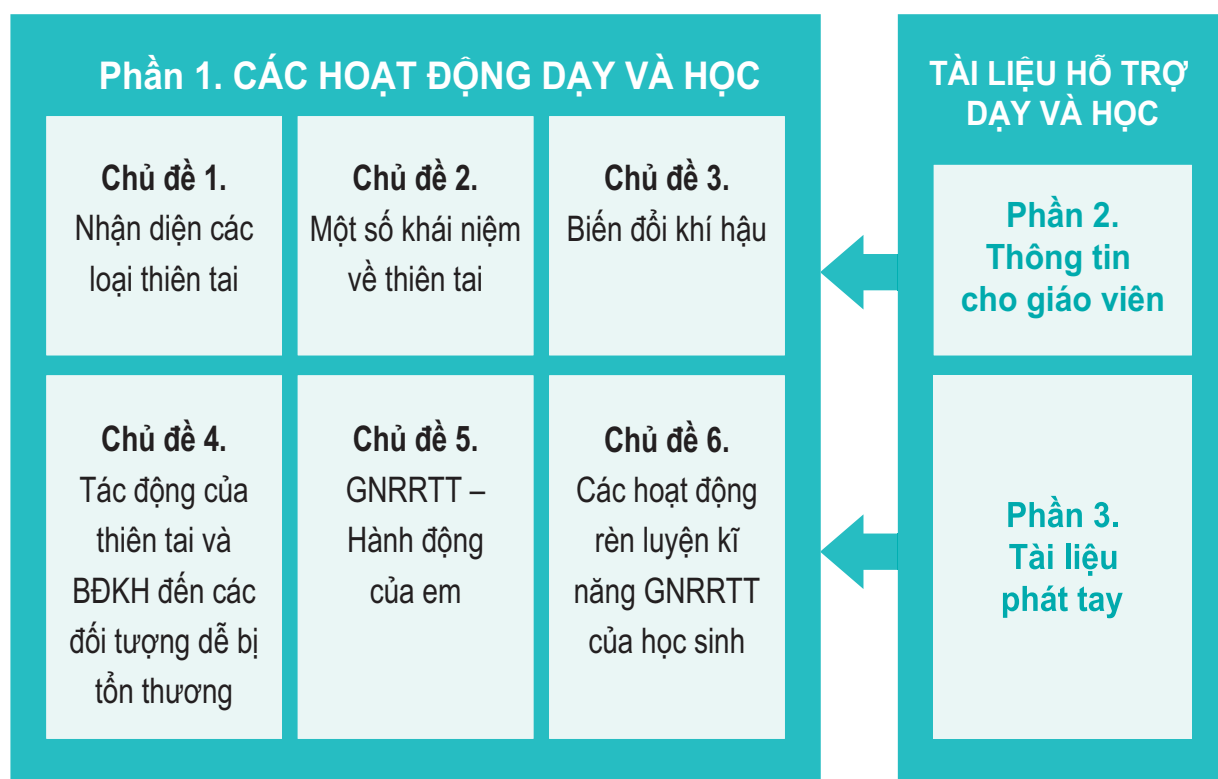 Phần 1. CÁC HOẠT ĐỘNG DẠY VÀ HỌC
Chủ đề 1.
Nhận diện các
loại thiên tai
Chủ đề 2.
Một số khái niệm
về thiên tai
Chủ đề 3.
Biến đổi khí hậu
Chủ đề 4.
Tác động của
thiên tai và
BĐKH đến các
đối tượng dễ bị
tổn thương
Chủ đề 5.
GNRRTT –
Hành động
của em
Chủ đề 6.
Các hoạt động
rèn luyện kĩ
năng GNRRTT
của học sinh
TÀI LIỆU HỖ TRỢ
DẠY VÀ HỌC
Phần 2.
Thông tin
cho giáo viên
Phần 3.
Tài liệu
phát tay